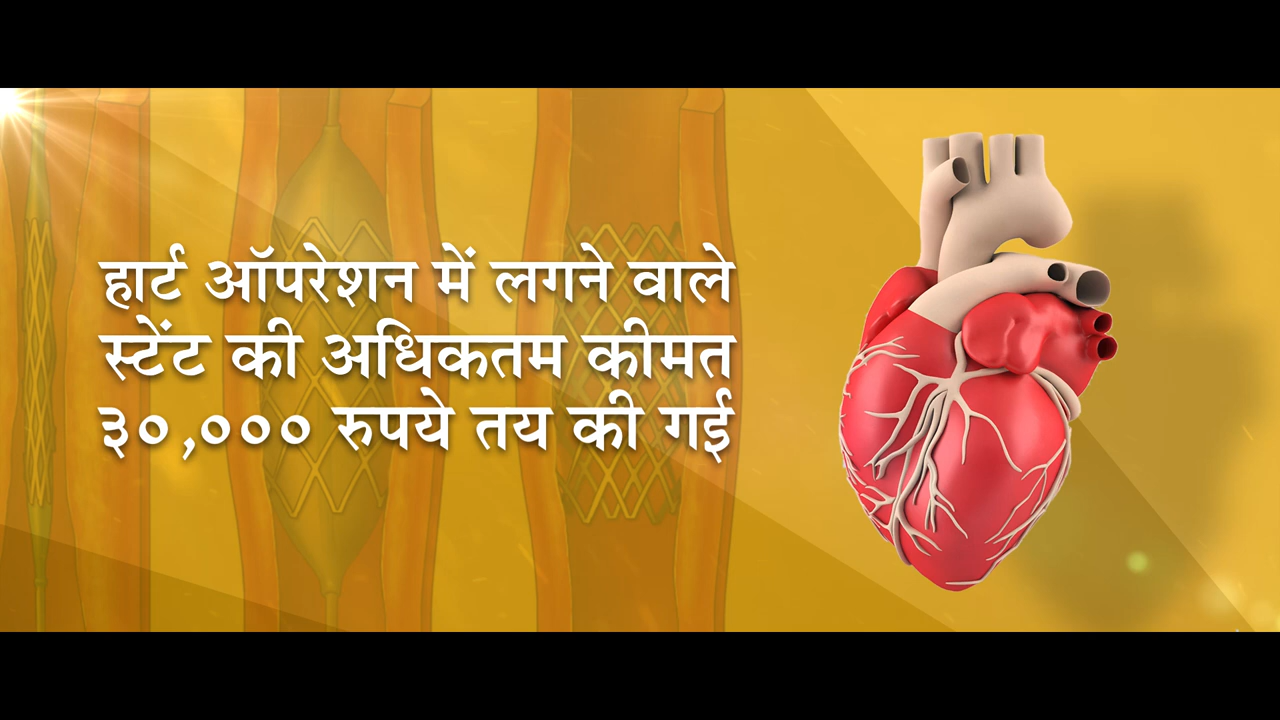 हार्ट ऑपरेशन में लगने वाले
स्टेंट की अधिकतम कीमत
३०,००० रुपये तय की गई